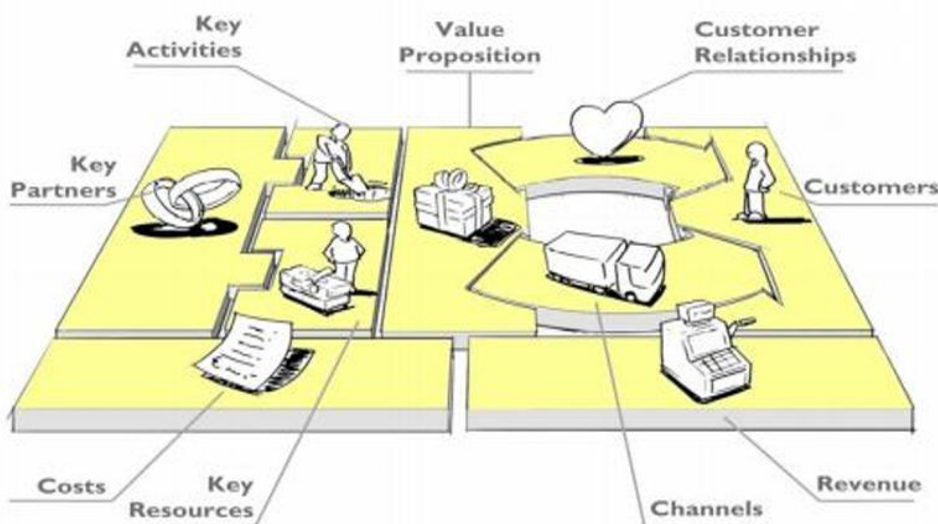 Key
Activities
Value
Proposition
Customer
Relationships
Key
Partners
Customers
Costs
Key
Resources
Channels
Revenue